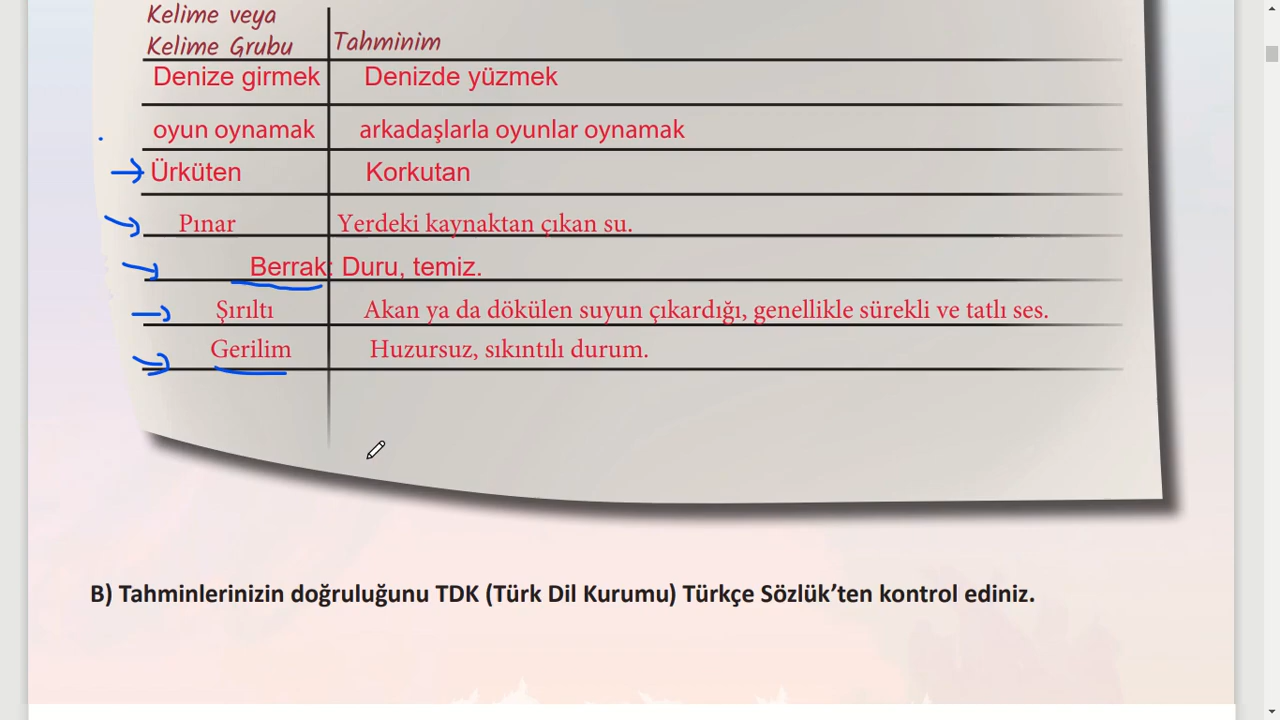 Kelime veya
Kelime Grubu Tahminim
Denize girmek Denizde yüzmek
oyun oynamak arkadaşlarla oyunlar oynamak
Ürküten Korkutan
Pınar Yerdeki kaynaktan çıkan su.
Berrak: Duru, temiz.
Şırıltı Akan ya da dökülen suyun çıkardığı, genellikle sürekli ve tatlı ses.
Gerilim Huzursuz, sıkıntılı durum.
B) Tahminlerinizin doğruluğunu TDK (Türk Dil Kurumu) Türkçe Sözlük’ten kontrol ediniz.